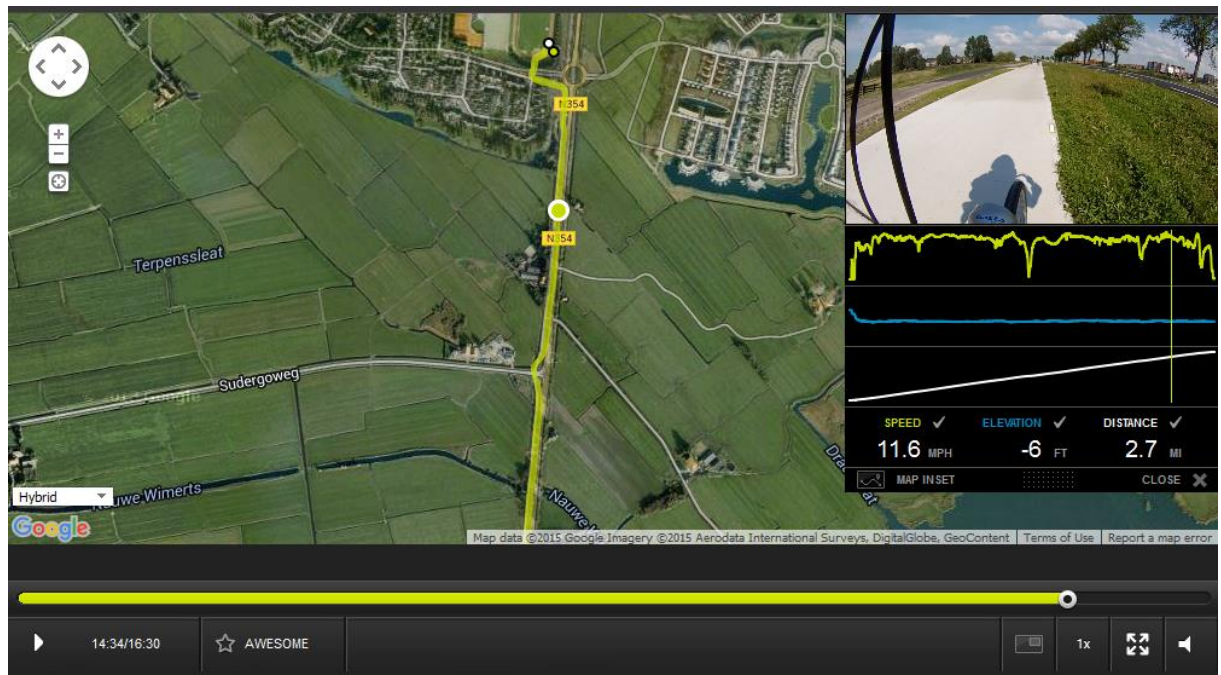 N354
N354
Terpenssleat
Sudergoweg
Hybrid
Google
Map data ©2015 Google Imagery ©2015 Aerodata International Surveys, DigitalGlobe, GeoContent
Terms of Use
Report a map error
SPEED
ELEVATION
DISTANCE
11.6 MPH
-6 FT
2.7 MI
MAP INSET
CLOSE
14:34/16:30
AWESOME
1x